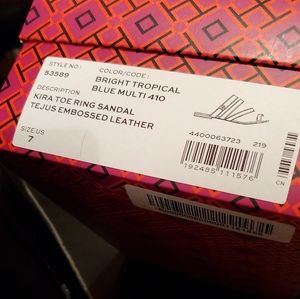 STYLE NO:
53589
COLOR/CODE:
BRIGHT TROPICAL
BLUE MULTI 410
DESCRIPTION
KIRA TOE RING SANDAL
TEJUS EMBOSSED LEATHER
SIZE US
7
4400063723 219
192485111576
CN